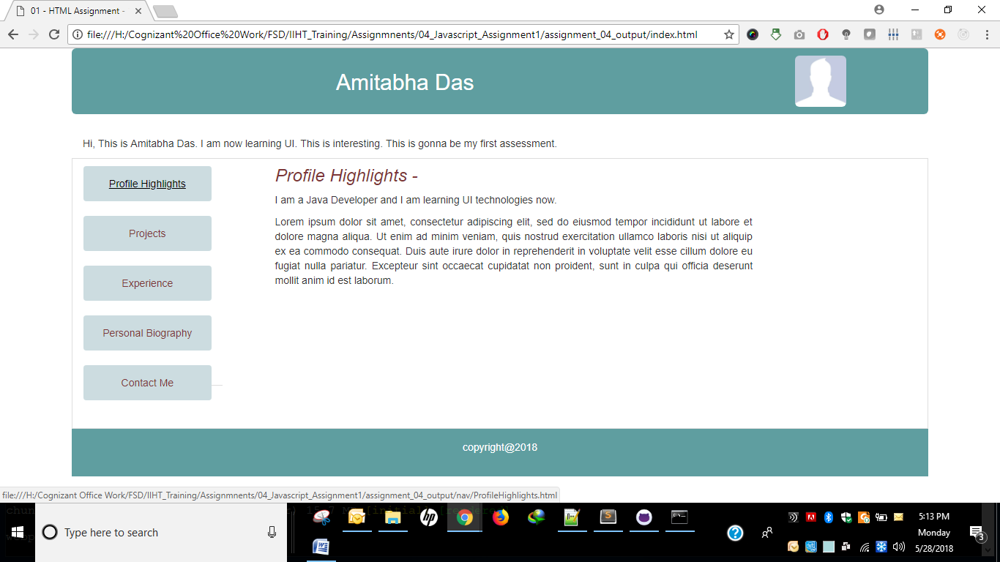 01 - HTML Assignment -
file:///H:/Cognizant%20Office%20Work/FSD/IIHT_Training/Assignmnents/04_Javascript_Assignment1/assignment_04_output/index.html
Amitabha Das
Hi, This is Amitabha Das. I am now learning UI. This is interesting. This is gonna be my first assessment.
Profile Highlights
Projects
Experience
Personal Biography
Contact Me
Profile Highlights -
I am a Java Developer and I am learning UI technologies now.
Lorem ipsum dolor sit amet, consectetur adipiscing elit, sed do eiusmod tempor incididunt ut labore et
dolore magna aliqua. Ut enim ad minim veniam, quis nostrud exercitation ullamco laboris nisi ut aliquip
ex ea commodo consequat. Duis aute irure dolor in reprehenderit in voluptate velit esse cillum dolore eu
fugiat nulla pariatur. Excepteur sint occaecat cupidatat non proident, sunt in culpa qui officia deserunt
mollit anim id est laborum.
copyright@2018
file:///H:/Cognizant Office Work/FSD/IIHT_Training/Assignmnents/04_Javascript_Assignment1/assignment_04_output/nav/ProfileHighlights.html
Type here to search
hp
5:13 PM
Monday
5/28/2018
3